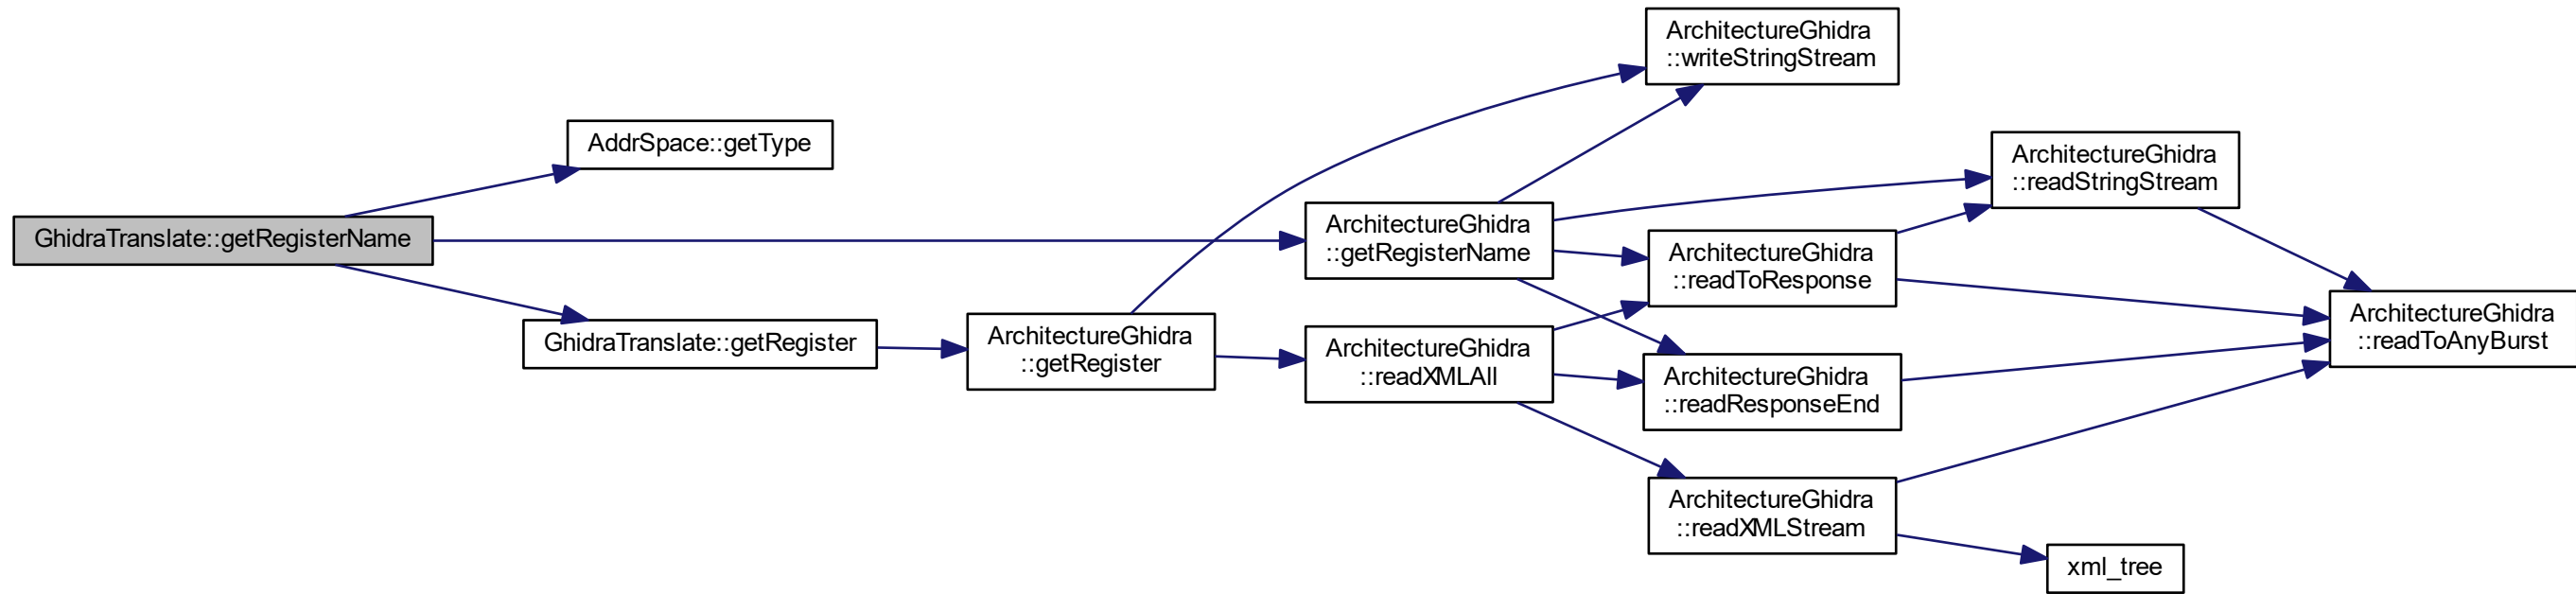 GhidraTranslate::getRegisterName
AddrSpace::getType
GhidraTranslate::getRegister
ArchitectureGhidra
::getRegister
ArchitectureGhidra
::getRegisterName
ArchitectureGhidra
::readXMLAll
ArchitectureGhidra
::writeStringStream
ArchitectureGhidra
::readToResponse
ArchitectureGhidra
::readResponseEnd
ArchitectureGhidra
::readXMLStream
ArchitectureGhidra
::readStringStream
xml_tree
ArchitectureGhidra
::readToAnyBurst